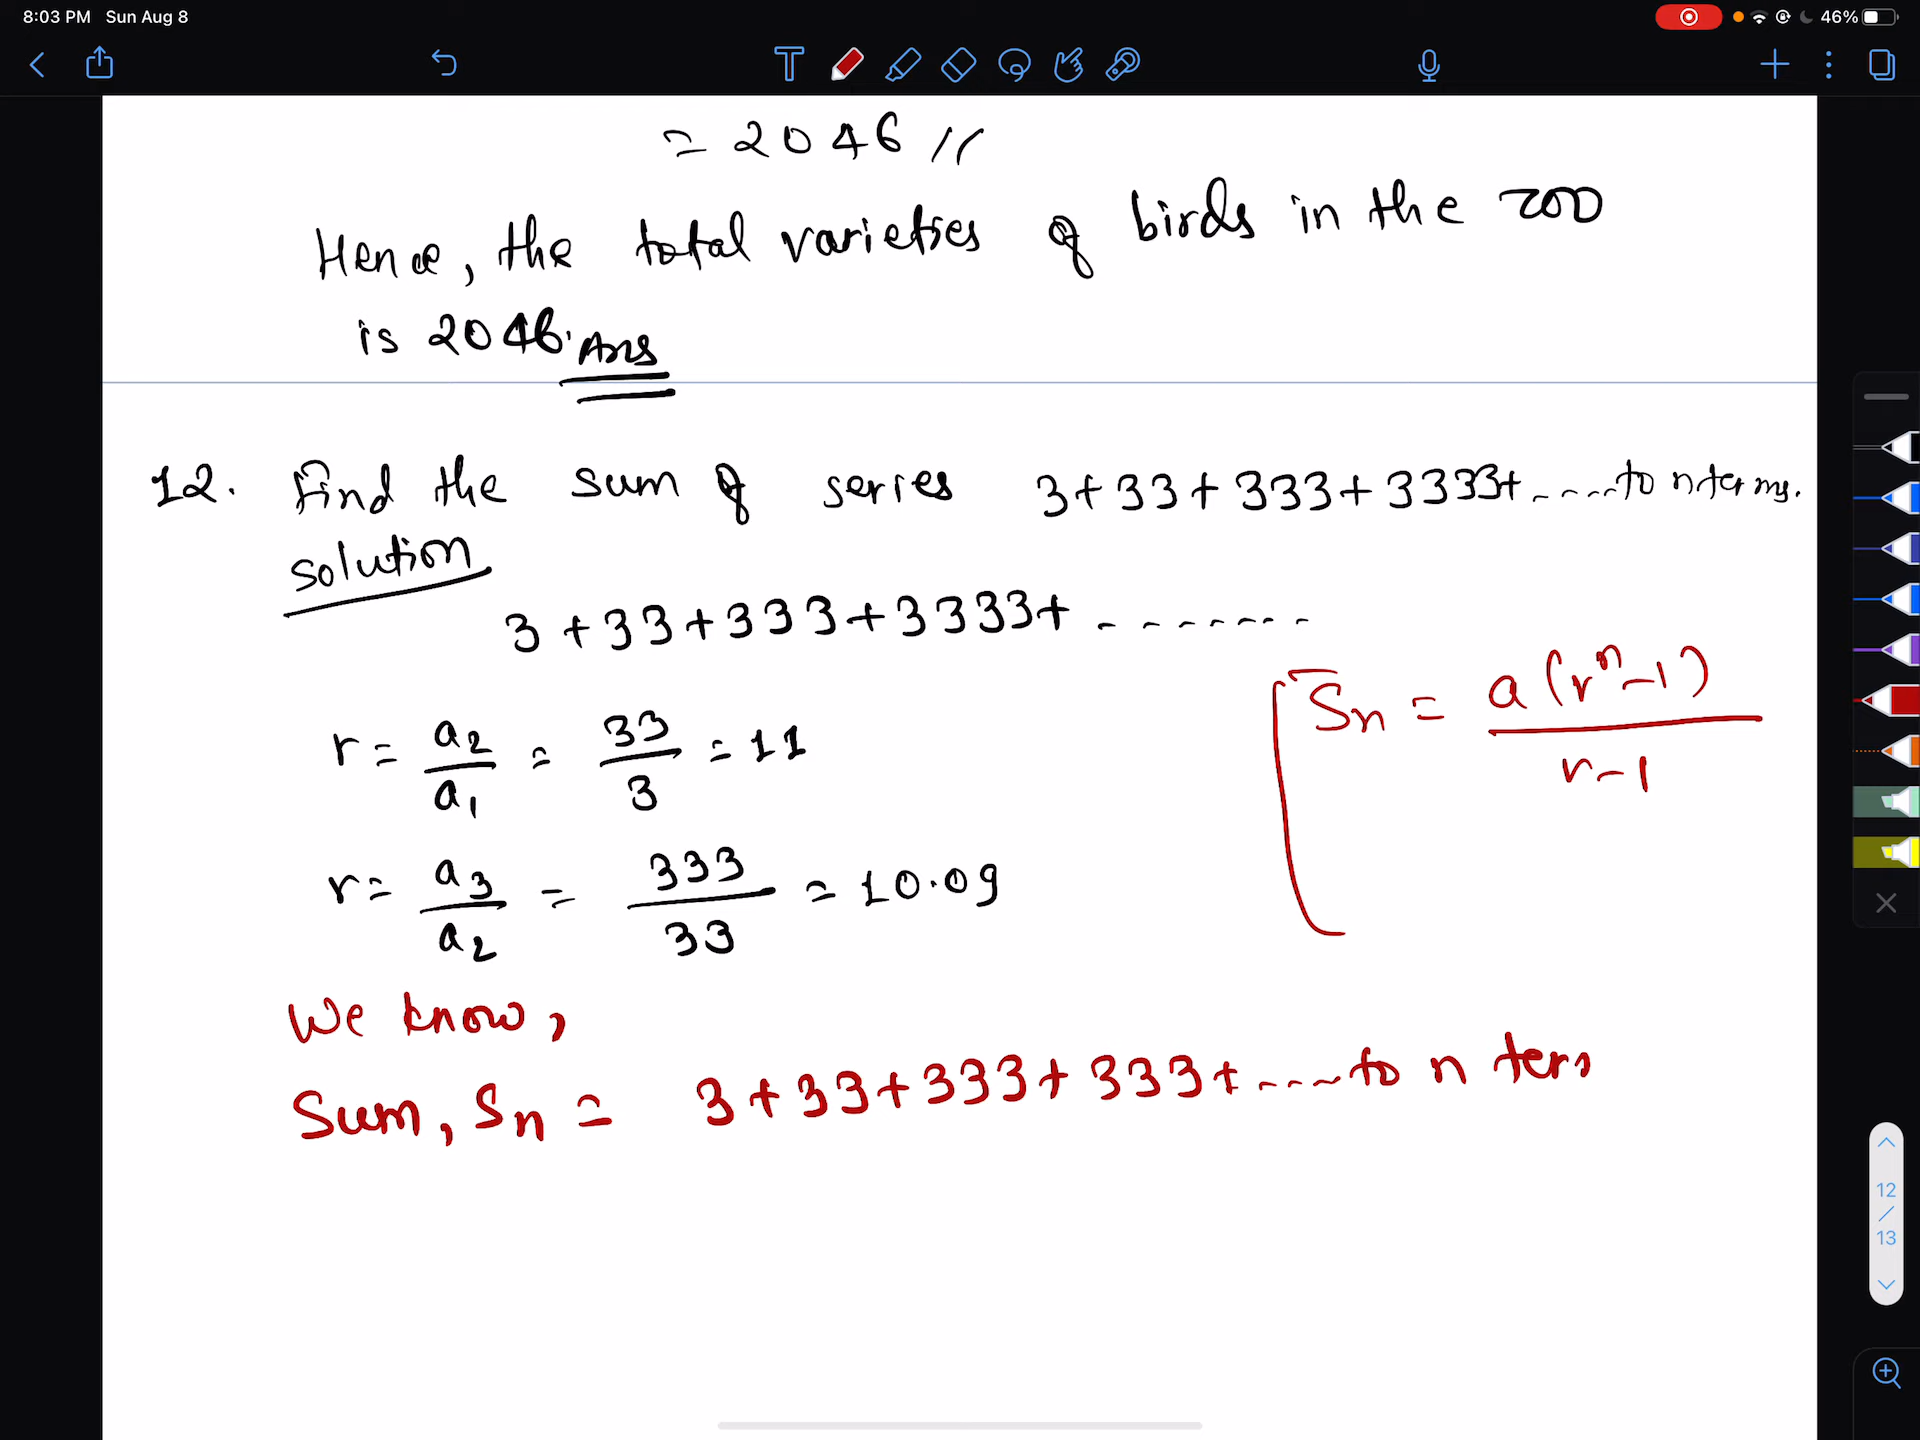 8:03 PM Sun Aug 8
46%
= 2046 //
Hence, the total varieties of birds in the zoo
is 2046. Ans
12. Find the sum of series 3+33+333+3333+.....to n terms.
solution
3+33+333+3333+........
r = a2/a1 = 33/3 = 11
Sn = a(r^n-1)/r-1
r = a3/a2 = 333/33 = 10.09
We know,
Sum, Sn = 3+33+333+333+....to n ters
12
/
13